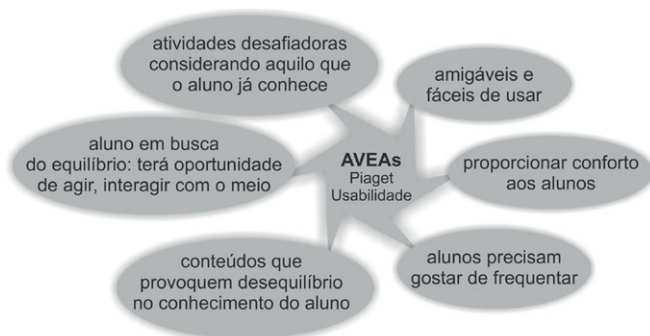 atividades desafiadoras
considerando aquilo que
o aluno já conhece
amigáveis e
fáceis de usar
aluno em busca
do equilíbrio: terá oportunidade
de agir, interagir com o meio
AVEAs
Piaget
Usabilidade
proporcionar conforto
aos alunos
conteúdos que
provoquem desequilíbrio
no conhecimento do aluno
alunos precisam
gostar de frequentar